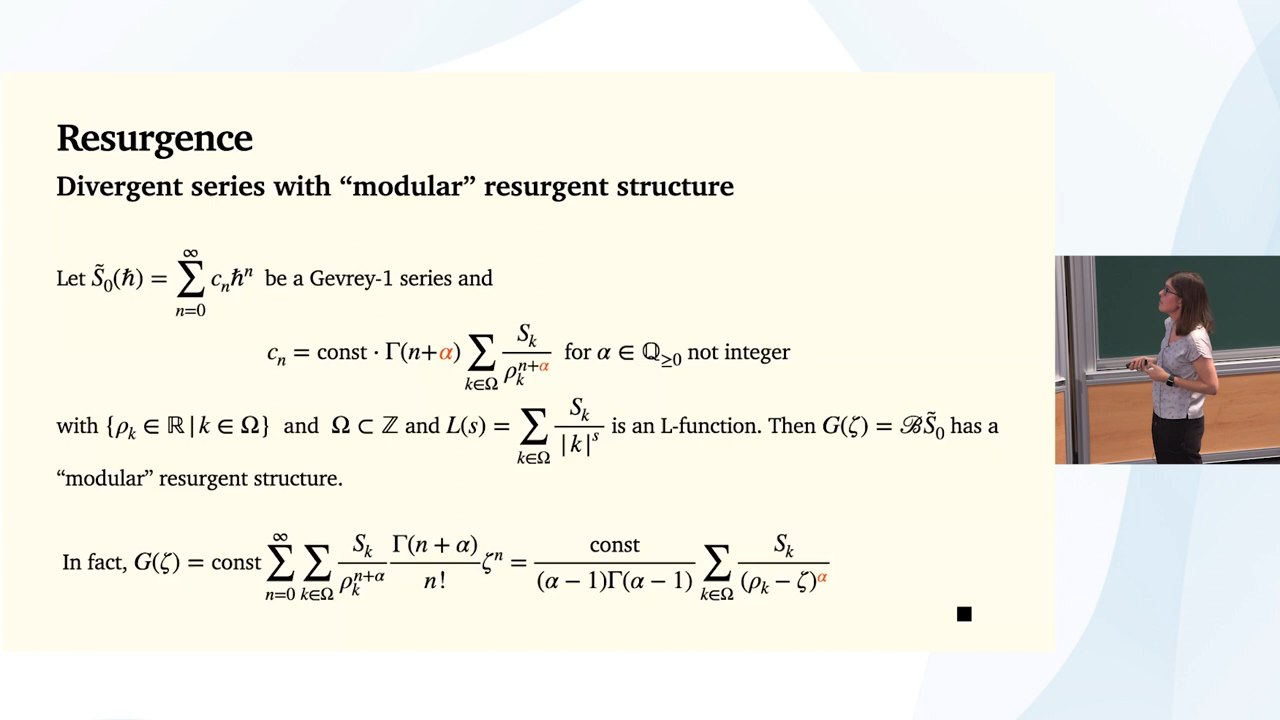 Resurgence
Divergent series with “modular” resurgent structure
Let S̃₀(ℏ) = ∑_{n=0}^{∞} cₙℏⁿ be a Gevrey-1 series and
cₙ = const · Γ(n+α) ∑_{k∈Ω} S_k / ρ_k^{n+α} for α ∈ ℚ_{≥0} not integer
with {ρ_k ∈ ℝ | k ∈ Ω} and Ω ⊂ ℤ and L(s) = ∑_{k∈Ω} S_k / |k|^s is an L-function. Then G(ζ) = ℬS̃₀ has a
“modular” resurgent structure.
In fact, G(ζ) = const ∑_{n=0}^{∞} ∑_{k∈Ω} S_k / ρ_k^{n+α} Γ(n + α) / n! ζⁿ = const / (α − 1)Γ(α − 1) ∑_{k∈Ω} S_k / (ρ_k − ζ)^α